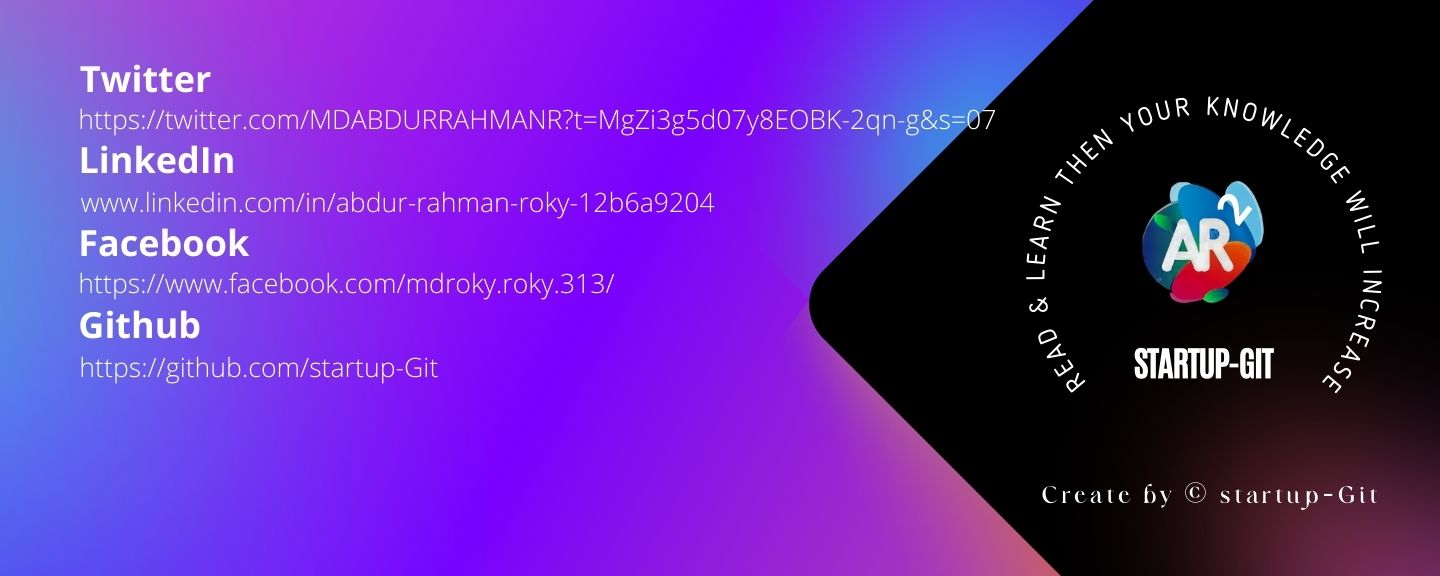 Twitter
https://twitter.com/MDABDURRAHMANR?t=MgZi3g5d07y8EOBK-2qn-g&s=07
LinkedIn
www.linkedin.com/in/abdur-rahman-roky-12b6a9204
Facebook
https://www.facebook.com/mdroky.roky.313/
Github
https://github.com/startup-Git
READ & LEARN THEN YOUR KNOWLEDGE WILL INCREASE
AR2
STARTUP-GIT
Create by © startup-Git